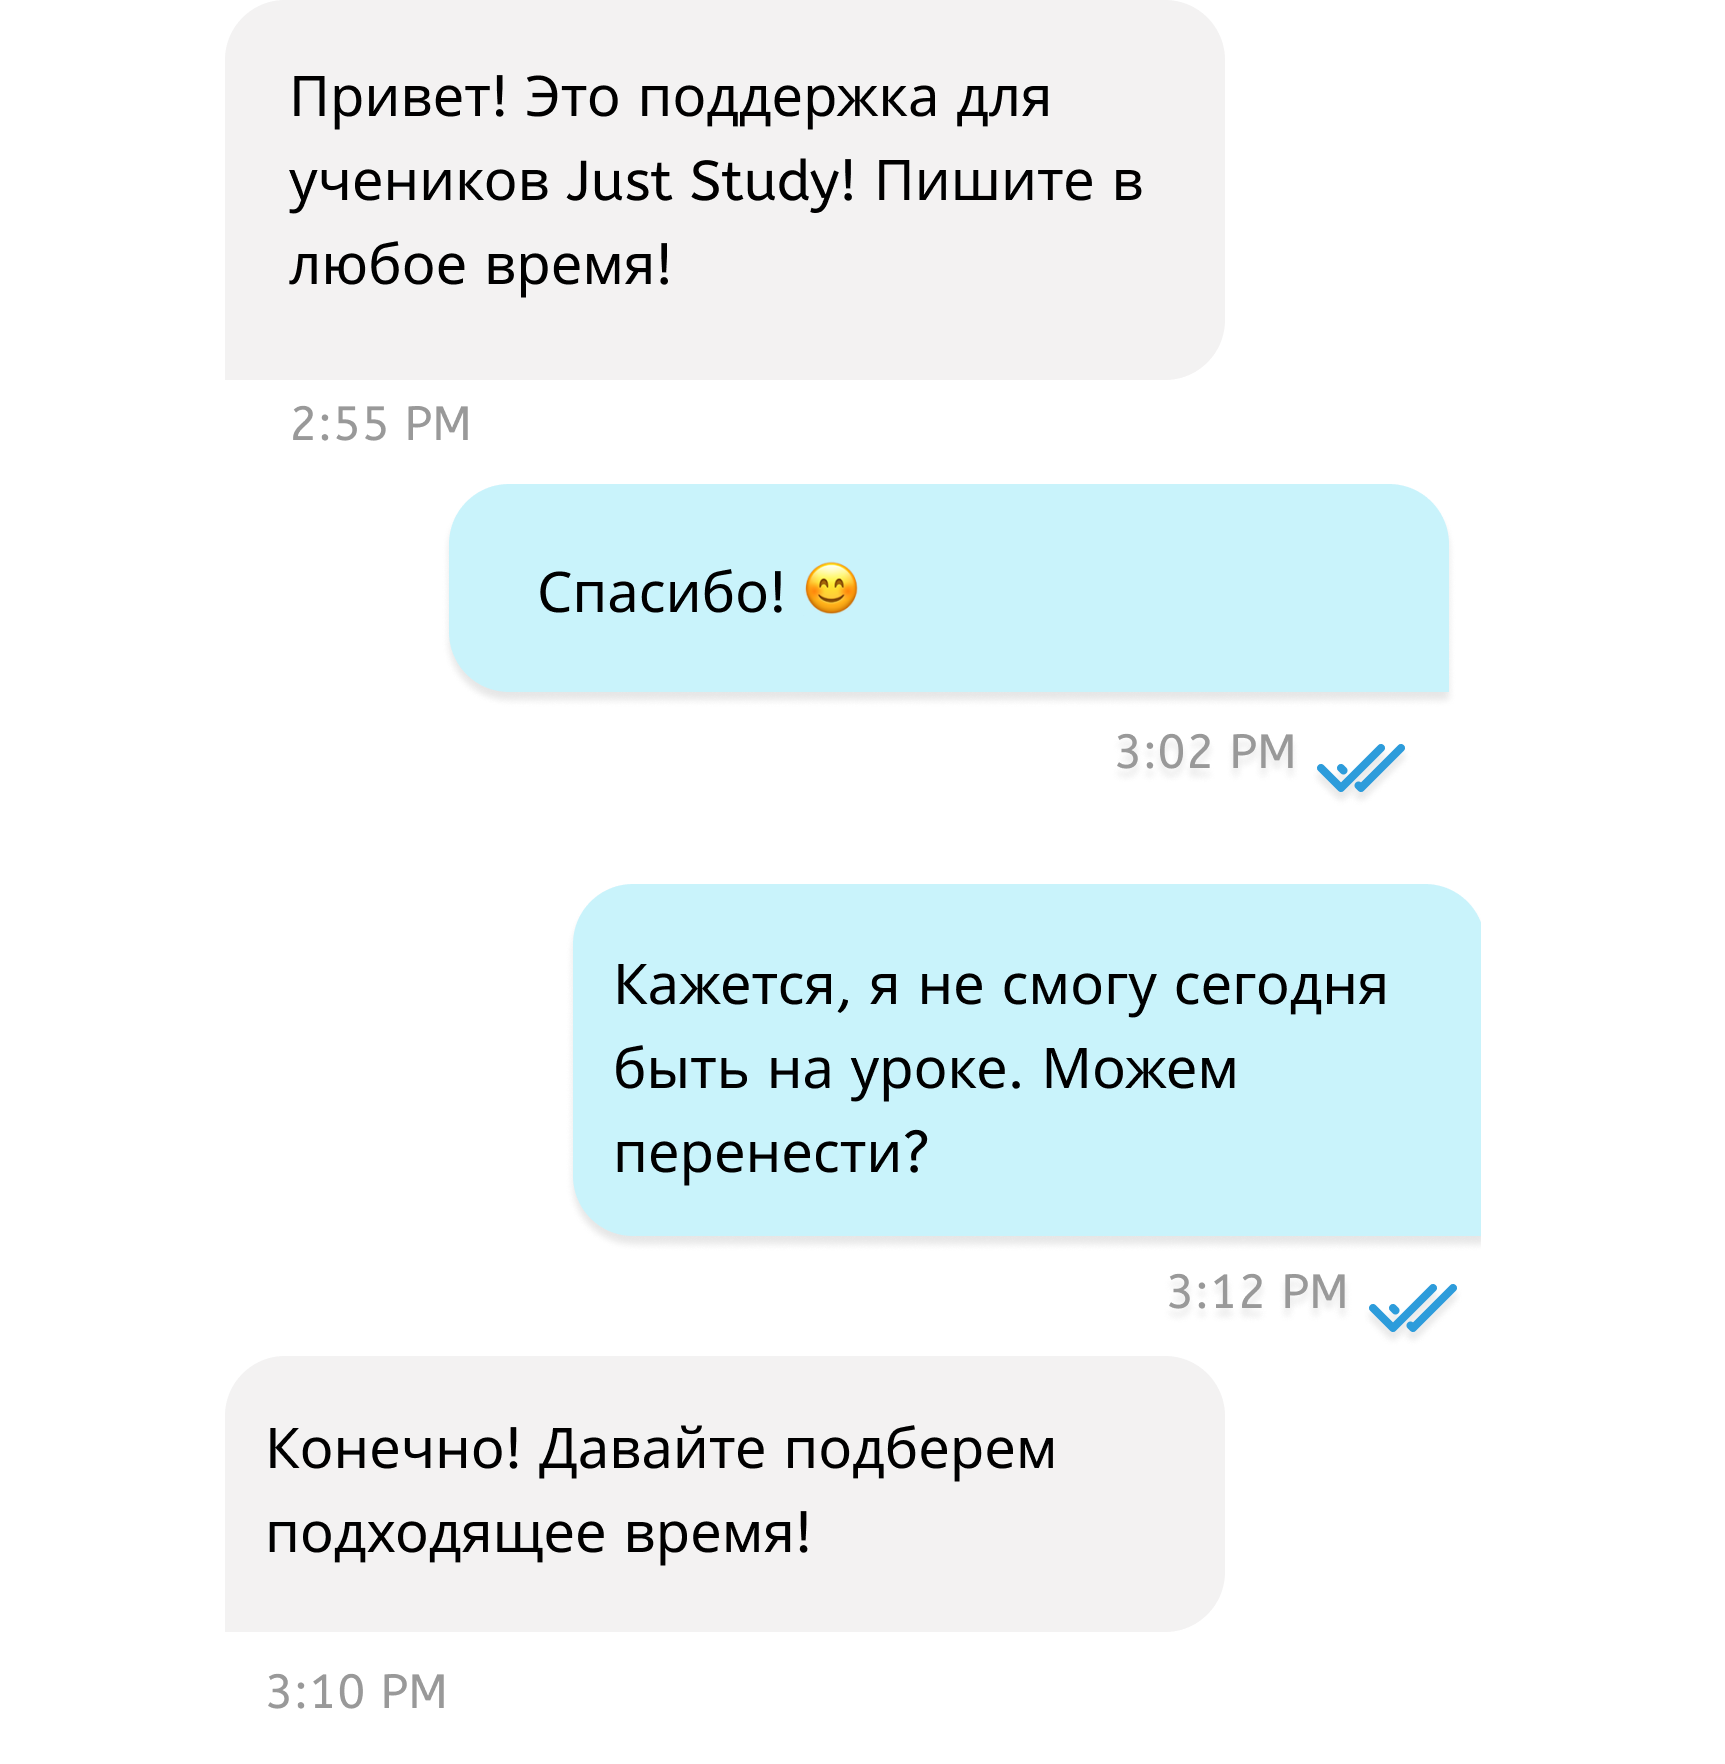 Привет! Это поддержка для
учеников Just Study! Пишите в
любое время!
2:55 PM
Спасибо! 😊
3:02 PM
Кажется, я не смогу сегодня
быть на уроке. Можем
перенести?
3:12 PM
Конечно! Давайте подберем
подходящее время!
3:10 PM